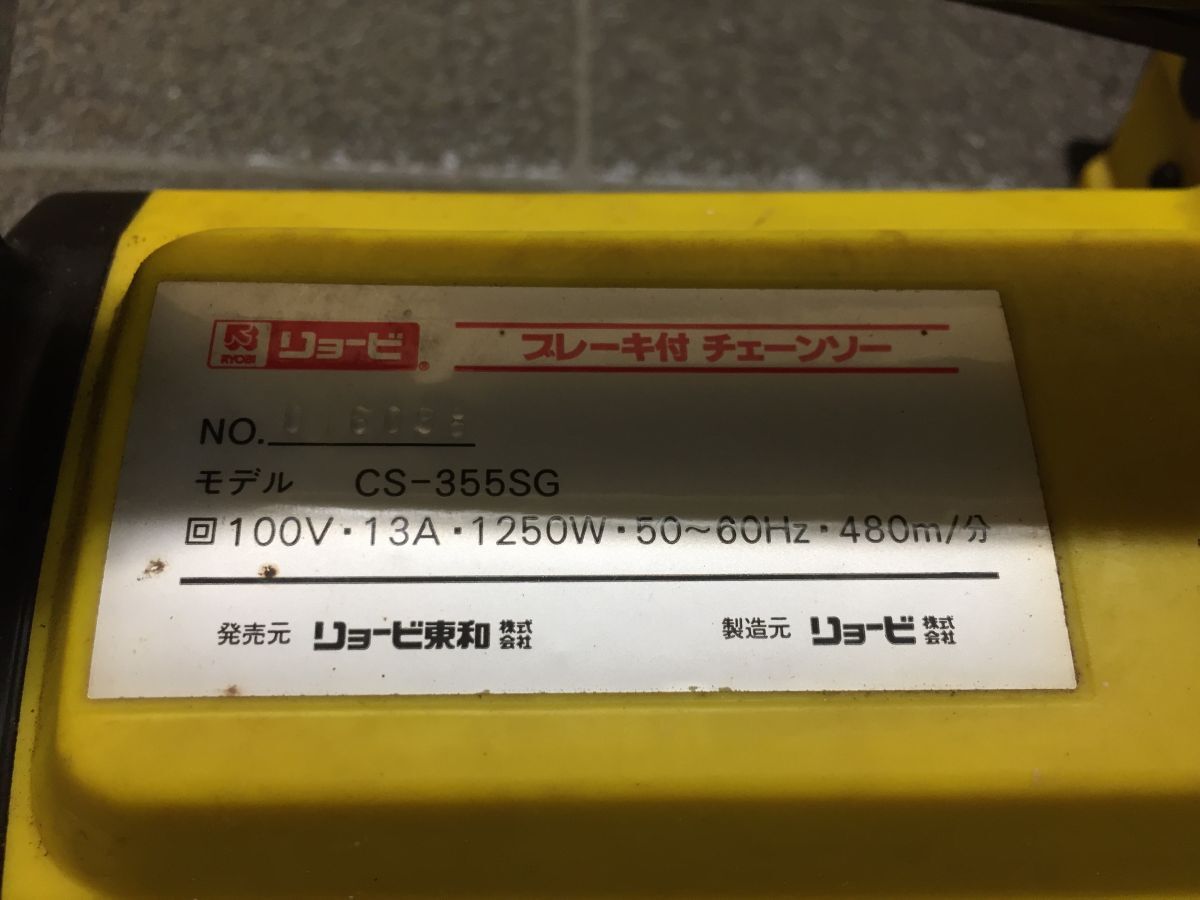 RYOBI リョービ® ブレーキ付 チェーンソー
NO.
モデル CS-355SG
回 100V・13A・1250W・50〜60Hz・480m/分
発売元 リョービ東和株式会社 製造元 リョービ株式会社